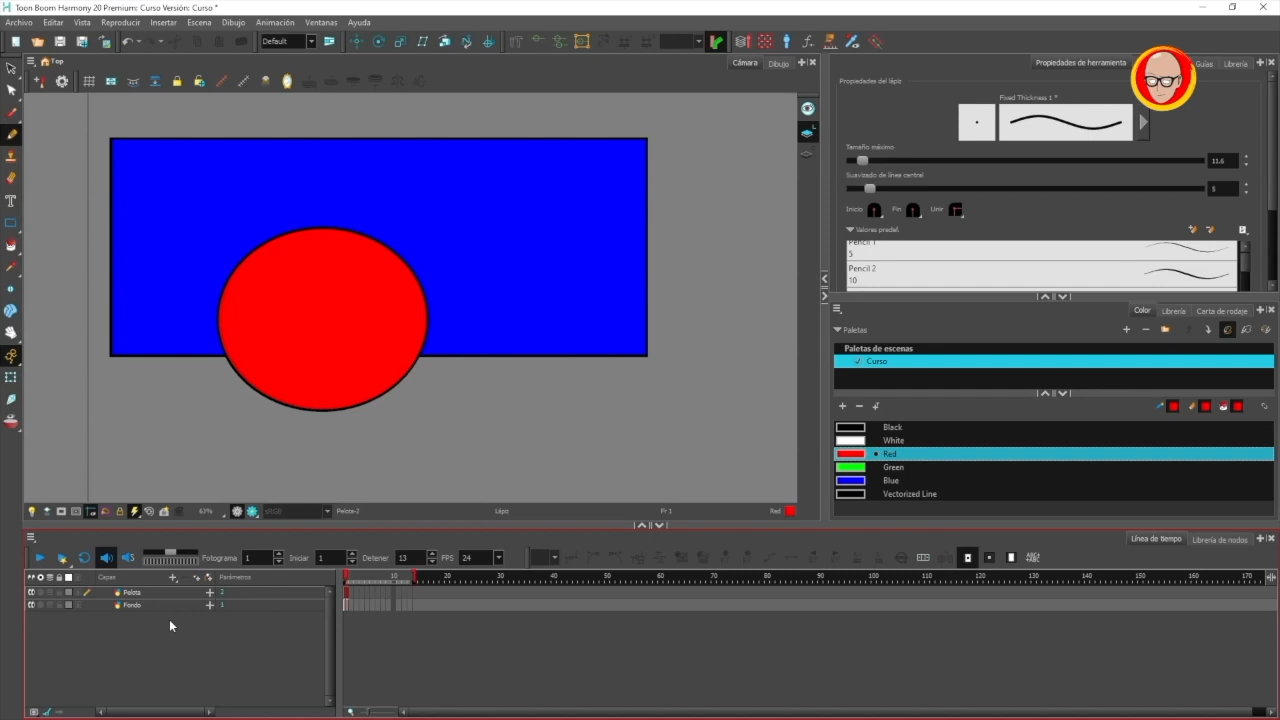 Toon Boom Harmony 20 Premium: Curso Versión: Curso *
Archivo Editar Vista Reproducir Insertar Escena Dibujo Animación Ventanas Ayuda
Default
Top
Cámara Dibujo
Propiedades de herramienta Guías Librería
T
Propiedades del lápiz
Fixed Thickness 1 *
Tamaño máximo
11.6
Suavizado de línea central
5
Inicio Fin Unir
Valores predef.
Pencil 1
5
Pencil 2
10
Color Librería Carta de rodaje
Paletas
Paletas de escenas
Curso
Black
White
Red
Green
Blue
Vectorized Line
63% sRGB Pelota-2 Lápiz Fr 1 Red
Línea de tiempo Librería de nodos
Fotograma 1 Iniciar 1 Detener 13 FPS 24
Capas Parámetros
10 20 30 40 50 60 70 80 90 100 110 120 130 140 150 160 170
Pelota 2
Fondo 1